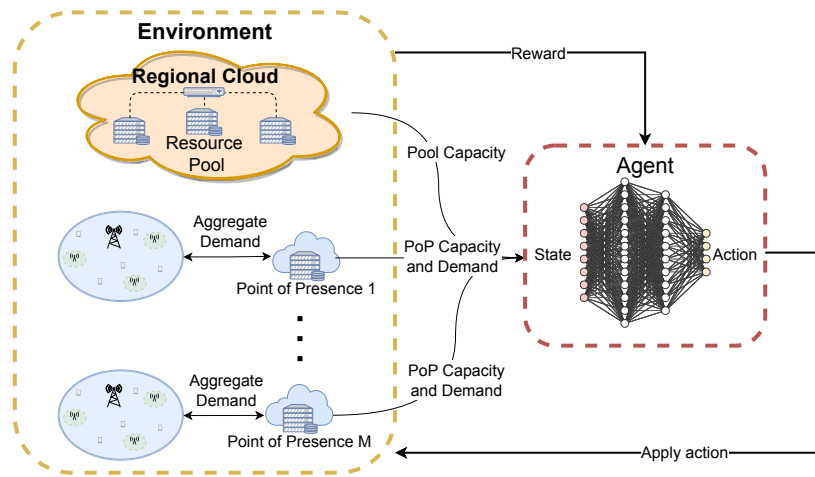 Environment
Regional Cloud
Resource
Pool
Aggregate
Demand
Point of Presence 1
Aggregate
Demand
Point of Presence M
Reward
Pool Capacity
PoP Capacity
and Demand
PoP Capacity
and Demand
Agent
State
Action
Apply action